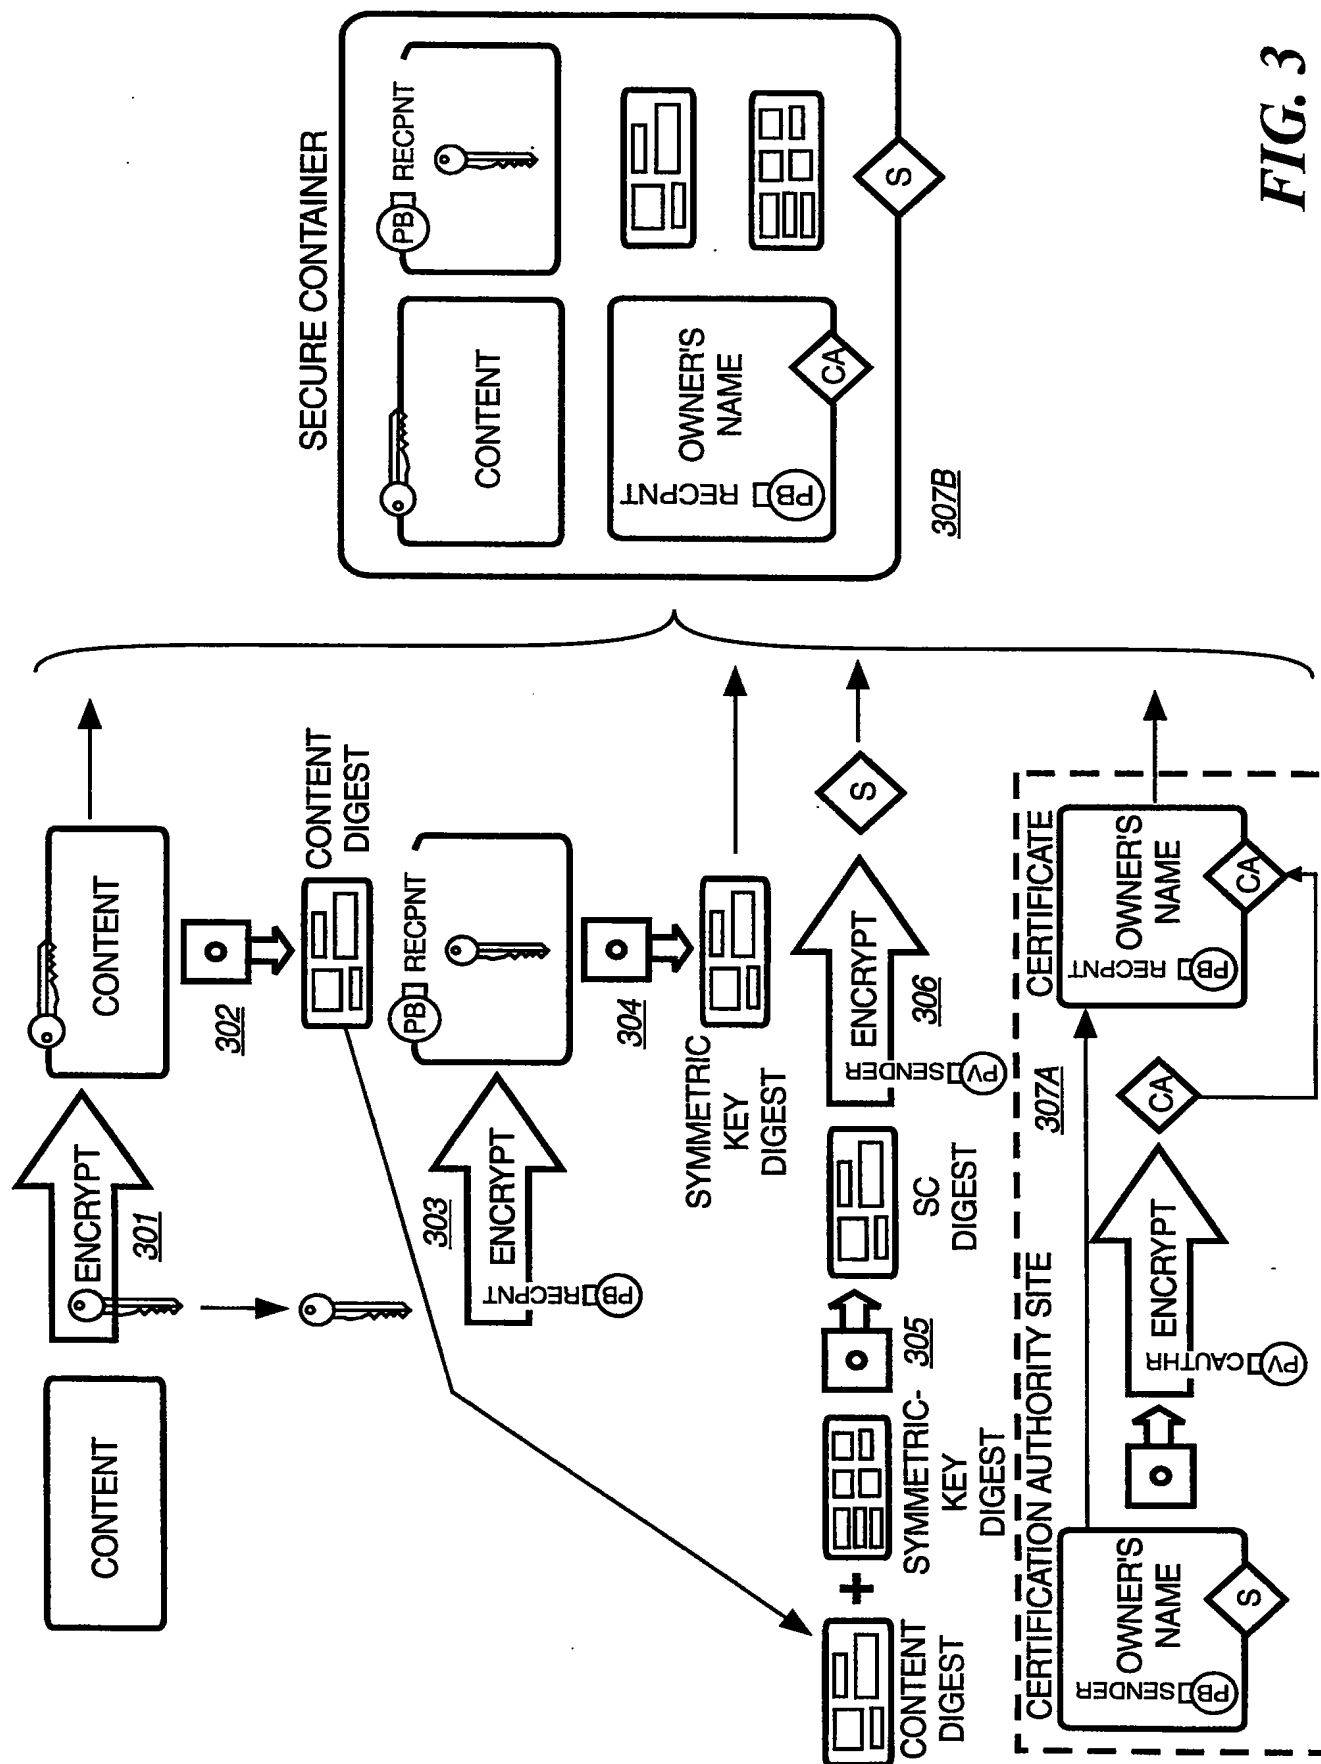 CONTENT
ENCRYPT
301
CONTENT
302
CONTENT
DIGEST
303
ENCRYPT
RECPNT
PB
PB
RECPNT
304
SYMMETRIC
KEY
DIGEST
CONTENT
DIGEST
+
SYMMETRIC-
KEY
DIGEST
305
SC
DIGEST
ENCRYPT
SENDER
PV
306
S
CERTIFICATION AUTHORITY SITE
307A
CERTIFICATE
SENDER
PB
OWNER'S
NAME
S
ENCRYPT
CAUTHR
PV
CA
RECPNT
PB
OWNER'S
NAME
CA
SECURE CONTAINER
CONTENT
PB
RECPNT
RECPNT
PB
OWNER'S
NAME
CA
S
307B
FIG. 3